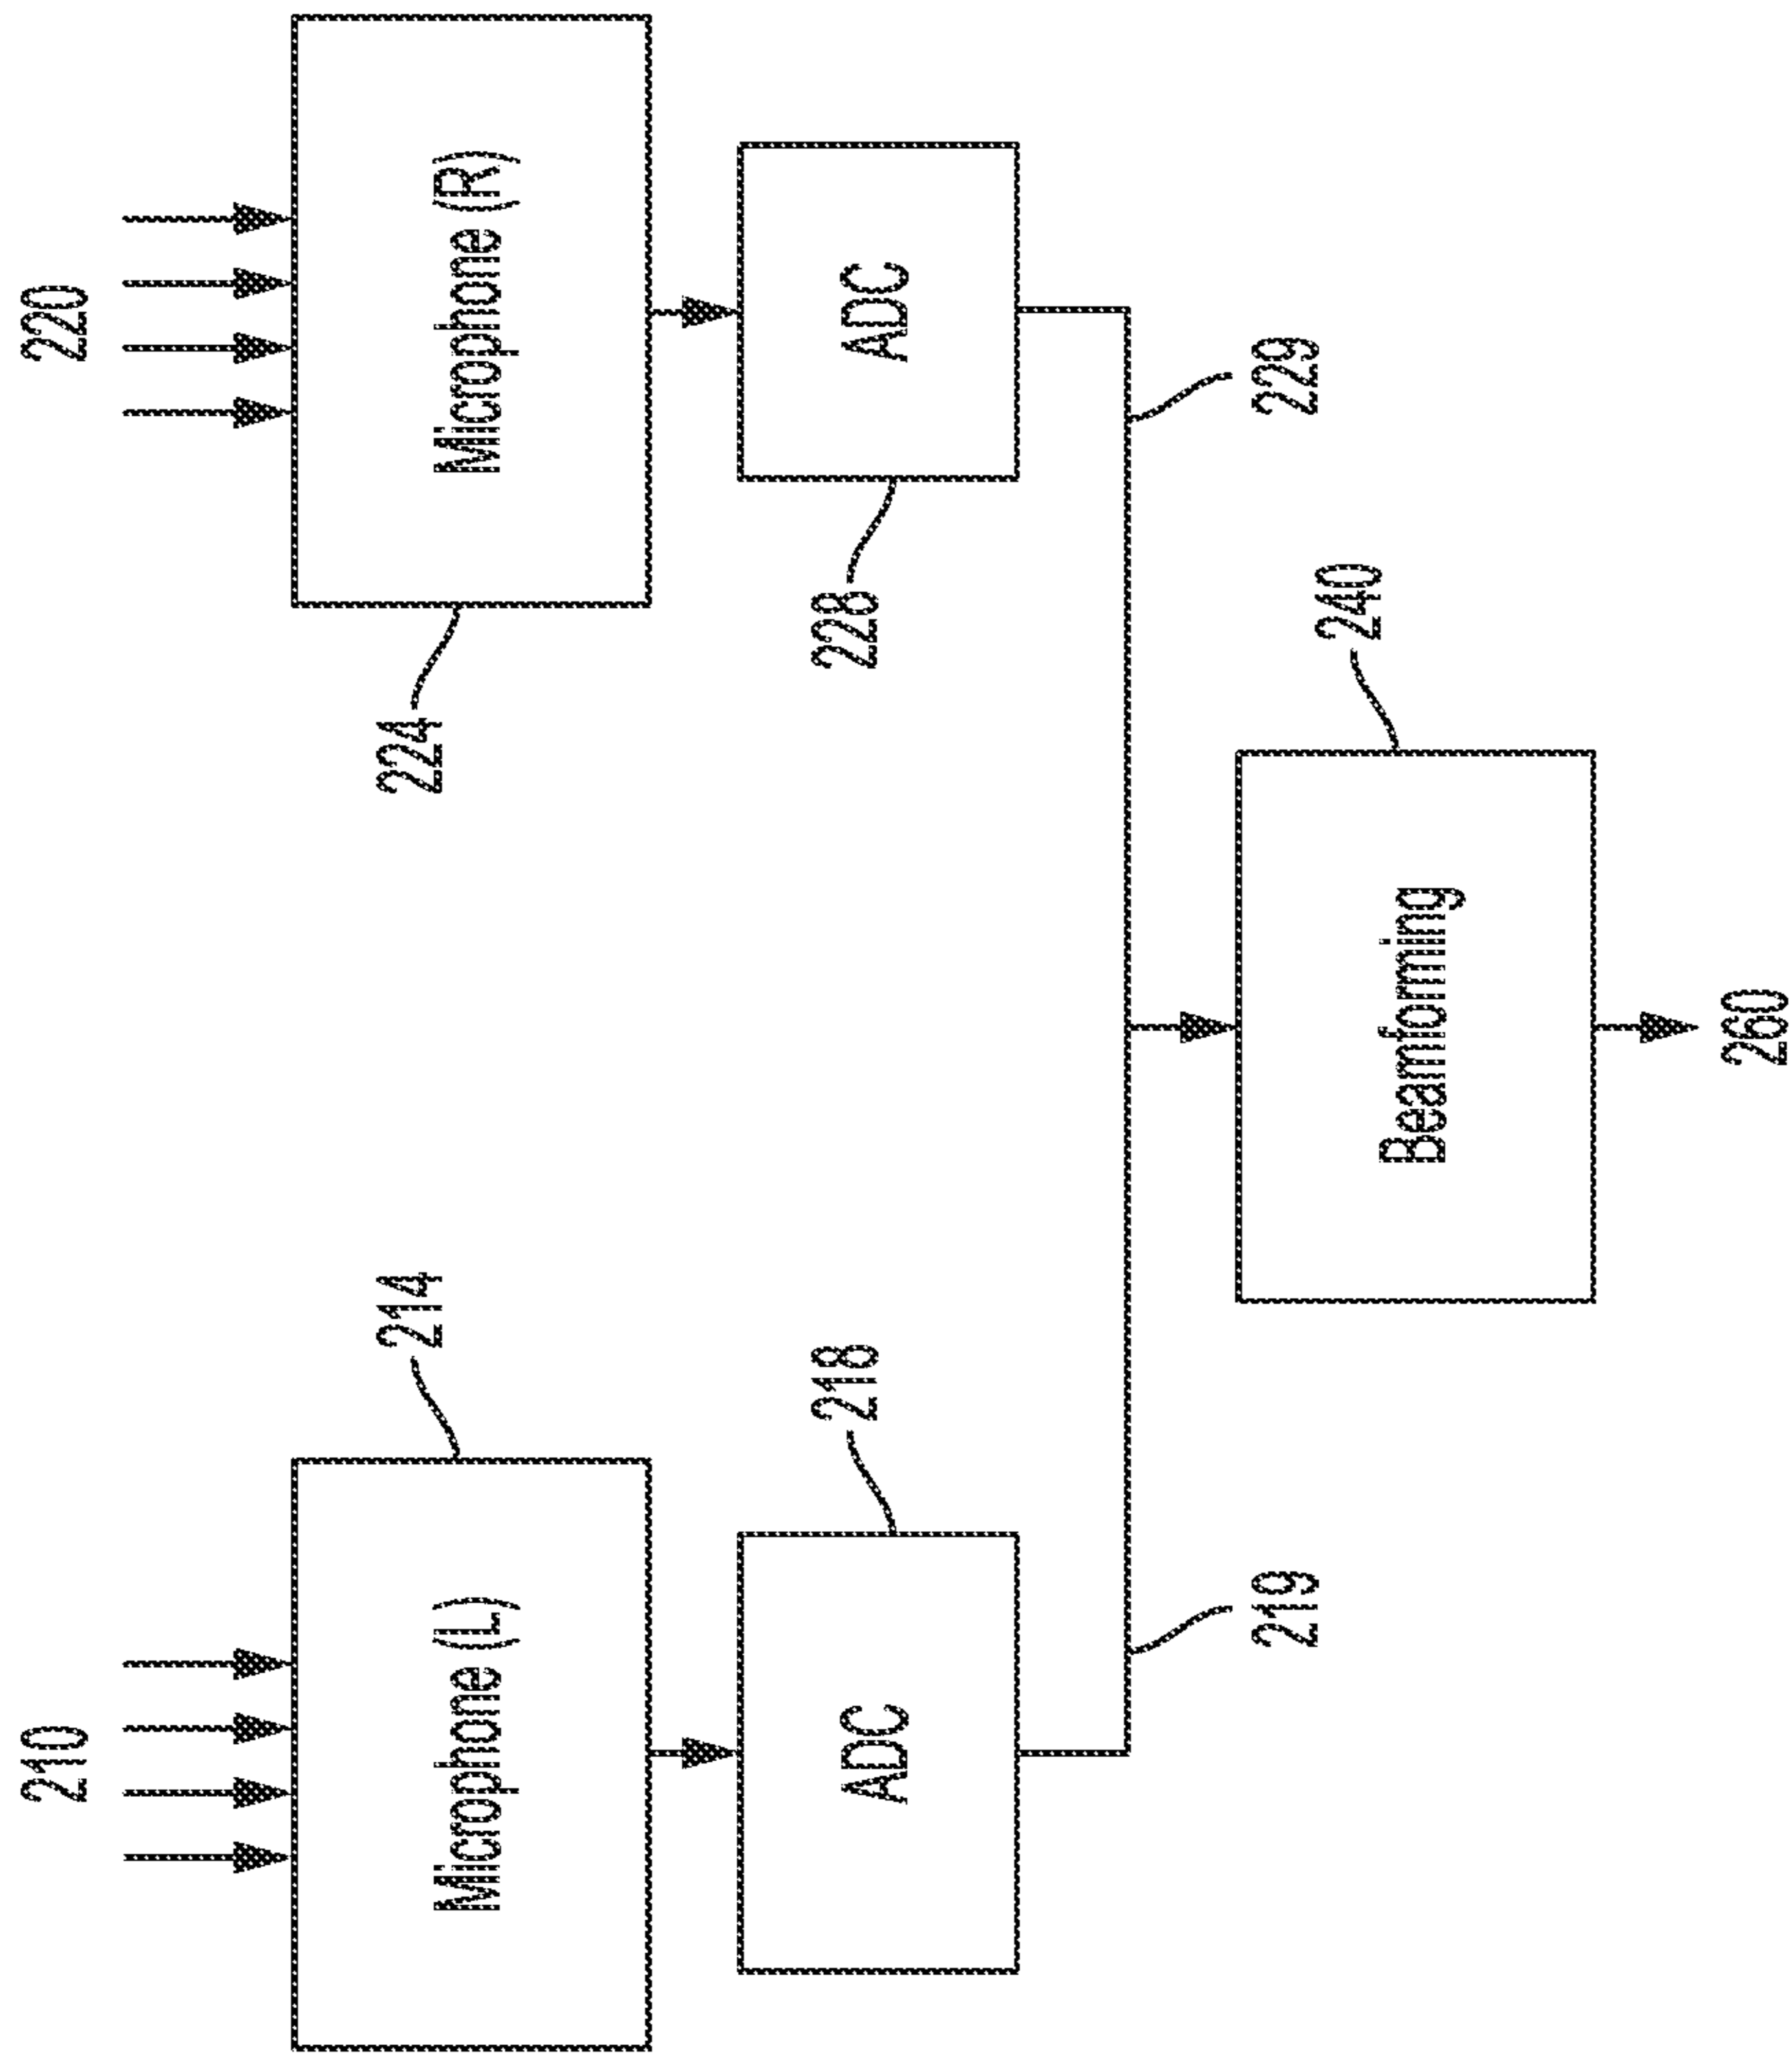 210
Microphone (L)
214
ADC
218
219
220
Microphone (R)
224
ADC
228
229
Beamforming
240
260